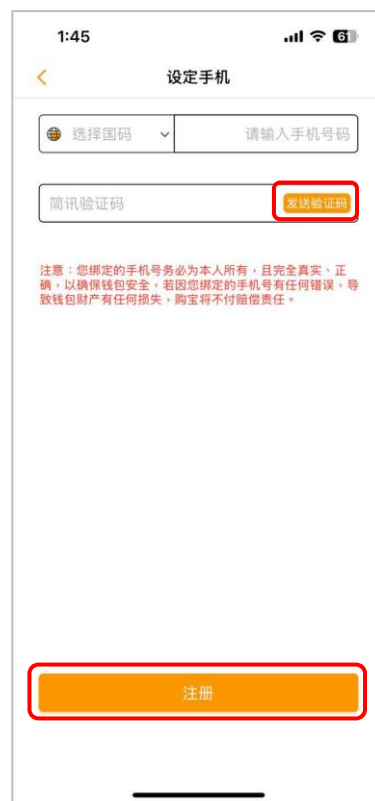 1:45
61
设定手机
选择国码
请输入手机号码
简讯验证码
发送验证码
注意：您绑定的手机号务必为本人所有，且完全真实、正
确，以确保钱包安全，若因您绑定的手机号有任何错误，导
致钱包财产有任何损失，购宝将不付赔偿责任。
注册